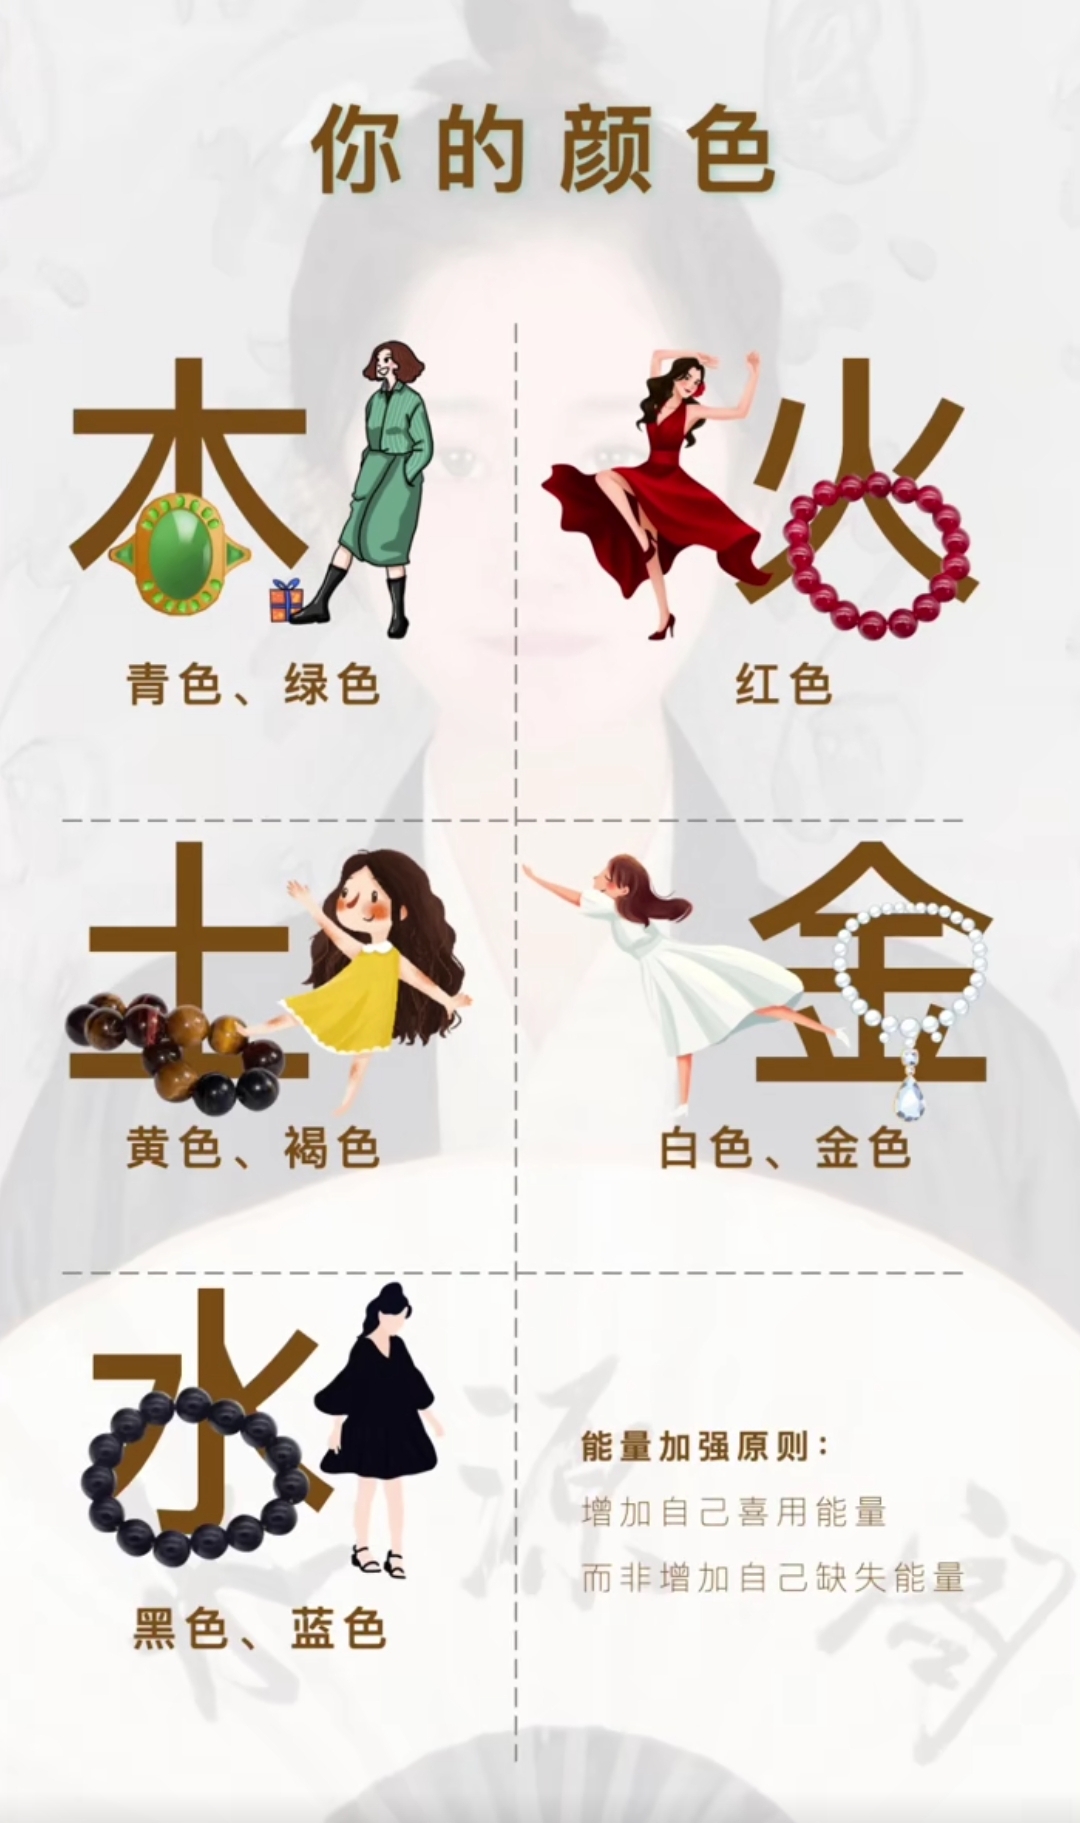 你的颜色
木
火
青色、绿色
红色
土
金
黄色、褐色
白色、金色
水
能量加强原则：
增加自己喜用能量
而非增加自己缺失能量
黑色、蓝色